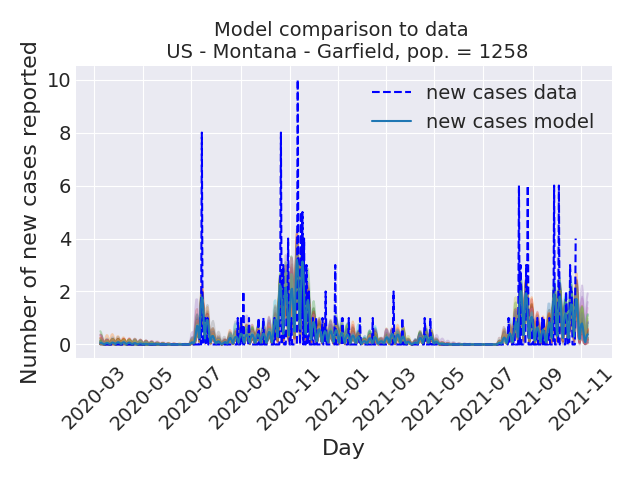 Model comparison to data
US - Montana - Garfield, pop. = 1258
Number of new cases reported
10
8
6
4
2
0
new cases data
new cases model
2020-03
2020-05
2020-07
2020-09
2020-11
2021-01
2021-03
2021-05
2021-07
2021-09
2021-11
Day